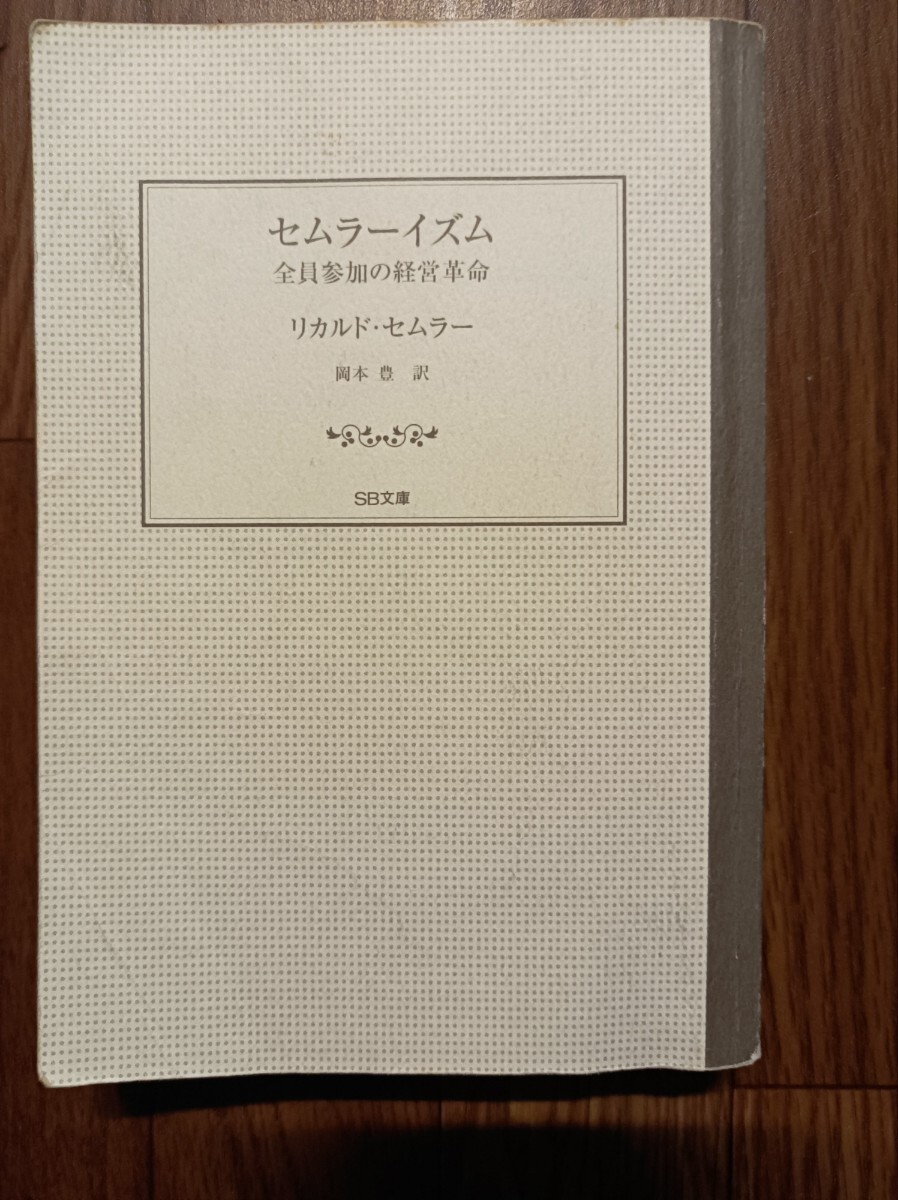 セムラーイズム
全員参加の経営革命
リカルド・セムラー
岡本 豊 訳
SB文庫